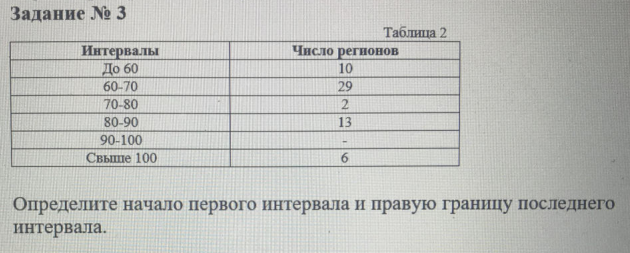 Задание № 3
Таблица 2
Интервалы Число регионов
До 60 10
60-70 29
70-80 2
80-90 13
90-100 -
Свыше 100 6
Определите начало первого интервала и правую границу последнего
интервала.